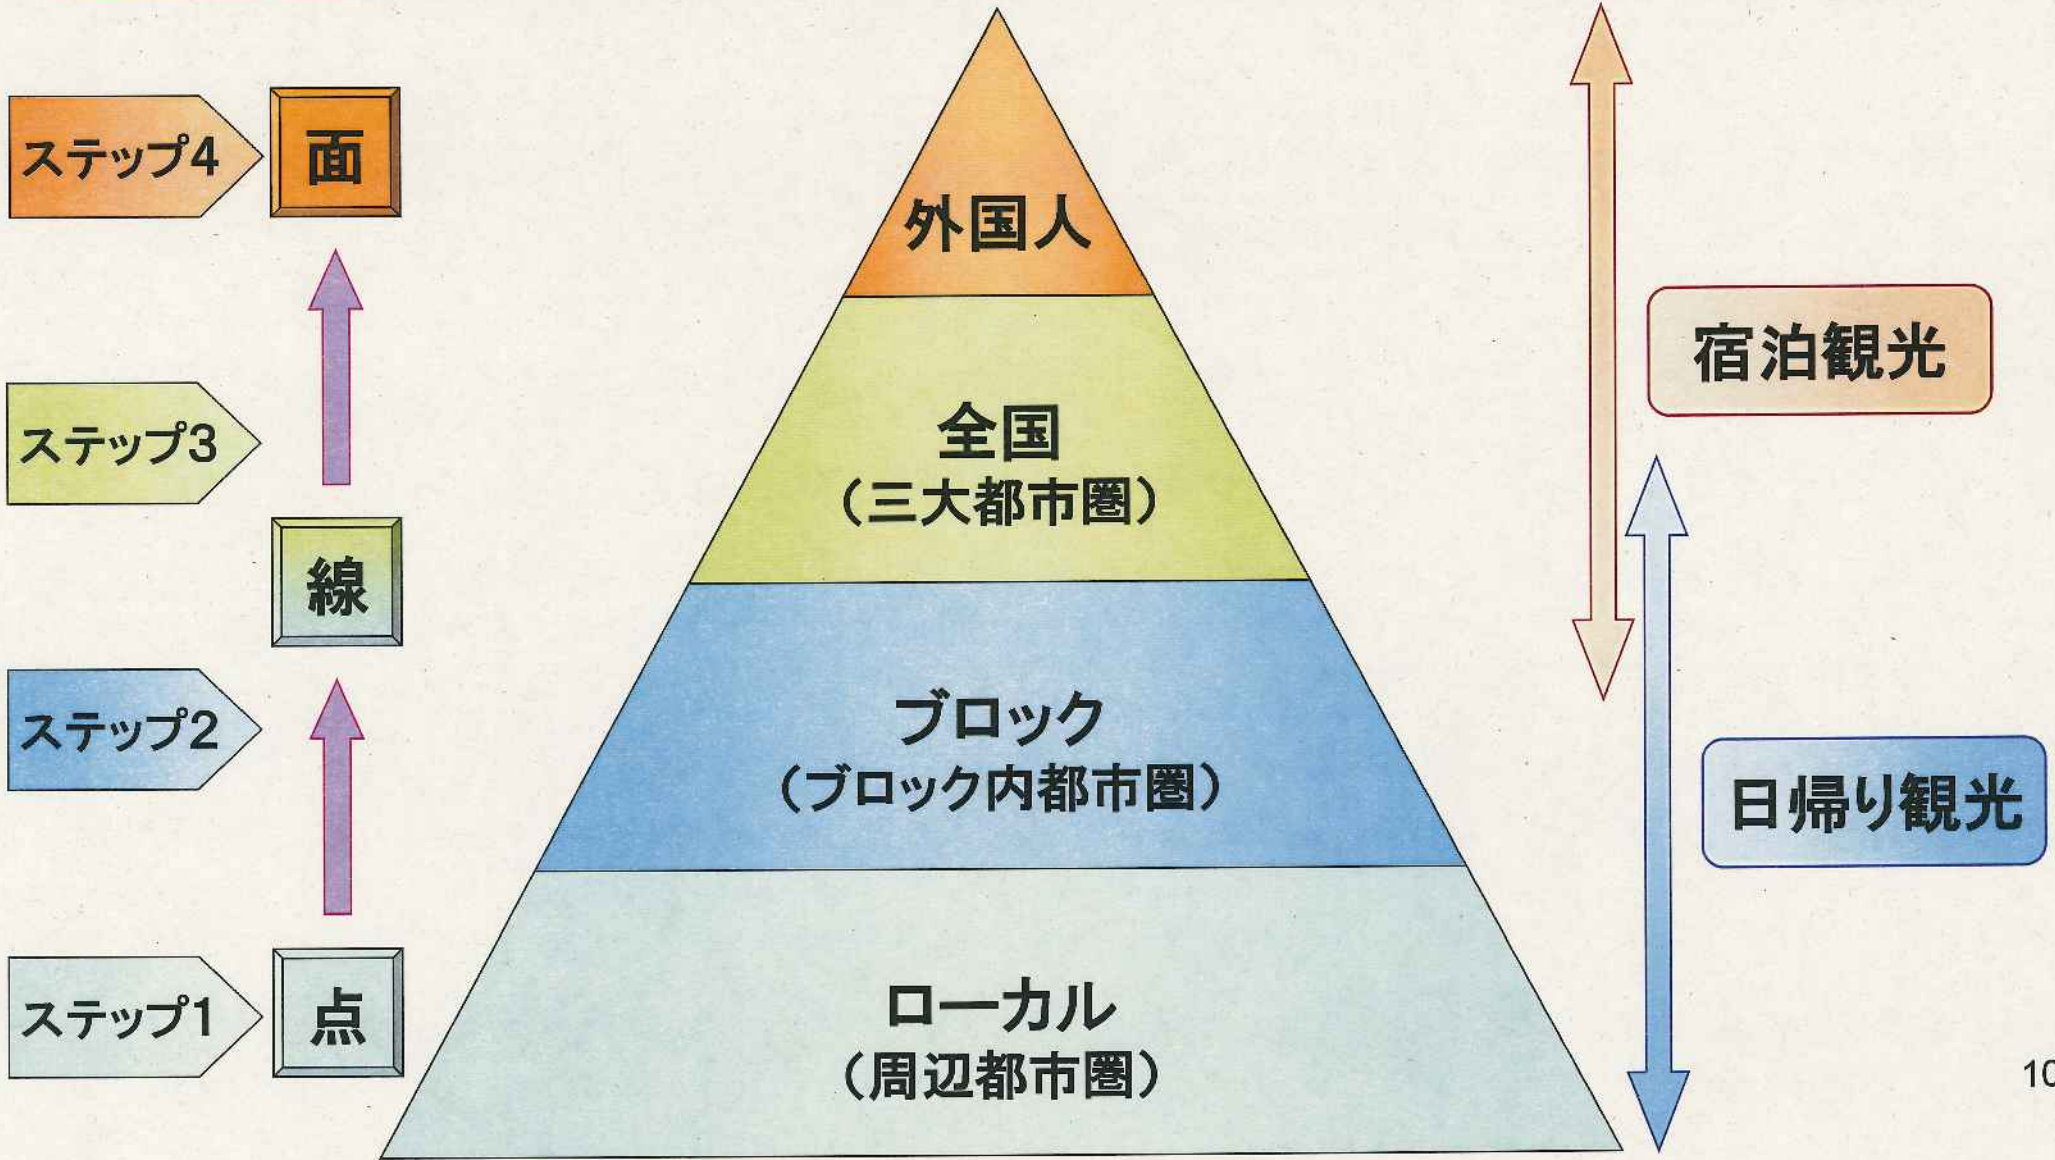 ステップ4
面
外国人
宿泊観光
ステップ3
全国
（三大都市圏）
線
ステップ2
ブロック
（ブロック内都市圏）
日帰り観光
ステップ1
点
ローカル
（周辺都市圏）
10